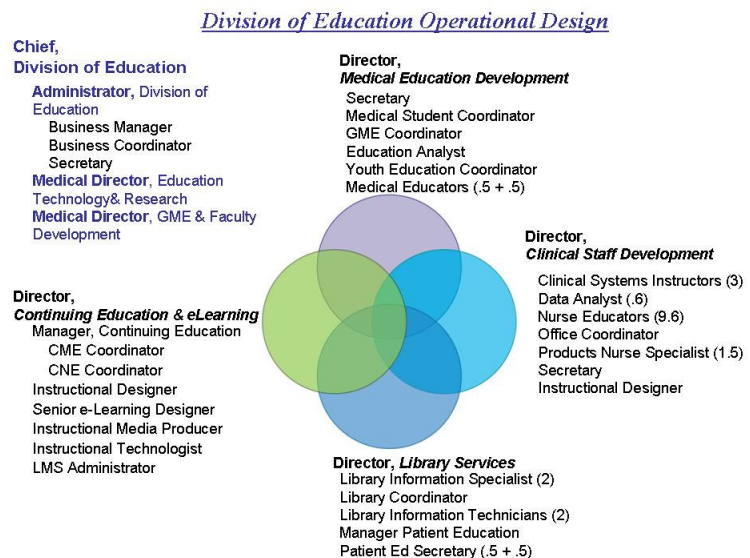 Division of Education Operational Design
Chief,
Division of Education
Administrator, Division of
Education
Business Manager
Business Coordinator
Secretary
Medical Director, Education
Technology& Research
Medical Director, GME & Faculty
Development
Director,
Medical Education Development
Secretary
Medical Student Coordinator
GME Coordinator
Education Analyst
Youth Education Coordinator
Medical Educators (.5 + .5)
Director,
Clinical Staff Development
Clinical Systems Instructors (3)
Data Analyst (.6)
Nurse Educators (9.6)
Office Coordinator
Products Nurse Specialist (1.5)
Secretary
Instructional Designer
Director,
Continuing Education & eLearning
Manager, Continuing Education
CME Coordinator
CNE Coordinator
Instructional Designer
Senior e-Learning Designer
Instructional Media Producer
Instructional Technologist
LMS Administrator
Director, Library Services
Library Information Specialist (2)
Library Coordinator
Library Information Technicians (2)
Manager Patient Education
Patient Ed Secretary (.5 + .5)